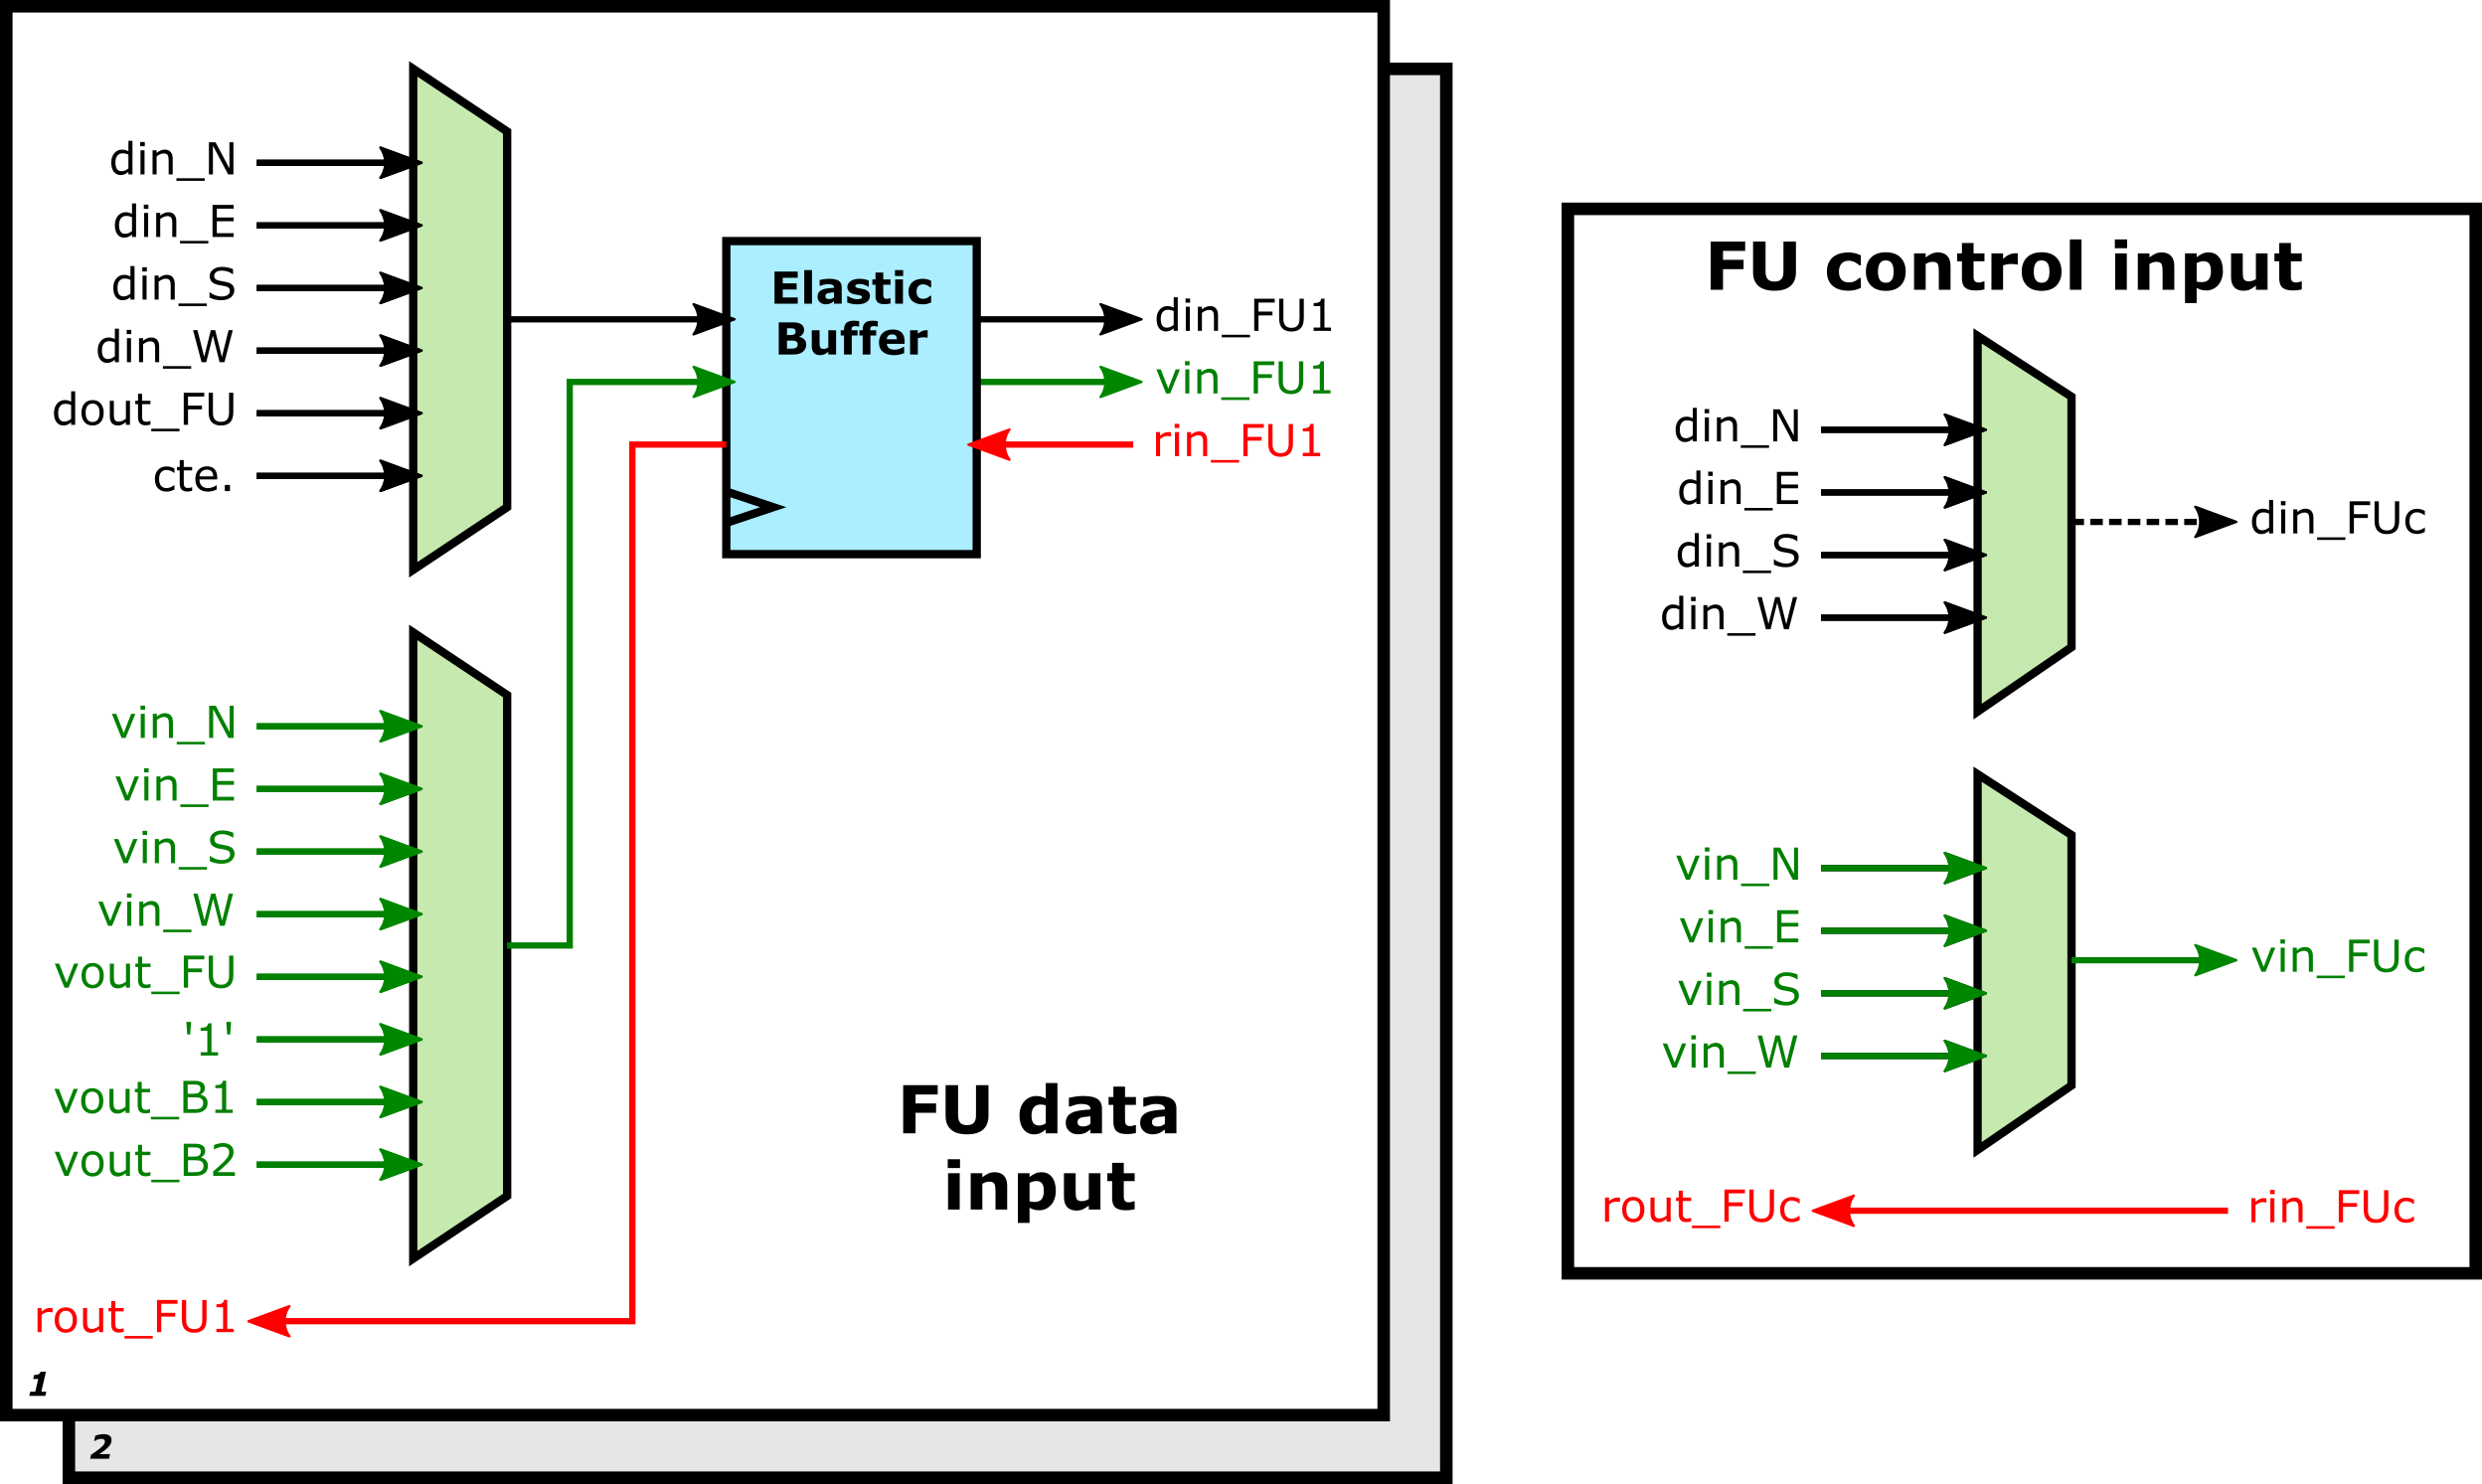 din_N
din_E
din_S
din_W
dout_FU
cte.
Elastic
Buffer
din_FU1
vin_FU1
rin_FU1
vin_N
vin_E
vin_S
vin_W
vout_FU
'1'
vout_B1
vout_B2
rout_FU1
FU data
input
1
2
FU control input
din_N
din_E
din_S
din_W
din_FUc
vin_N
vin_E
vin_S
vin_W
vin_FUc
rout_FUc
rin_FUc